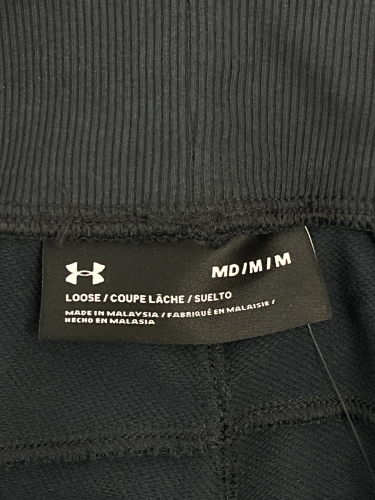 MD/M/M
LOOSE / COUPE LÂCHE / SUELTO
MADE IN MALAYSIA / FABRIQUÉ EN MALAISIE /
HECHO EN MALASIA